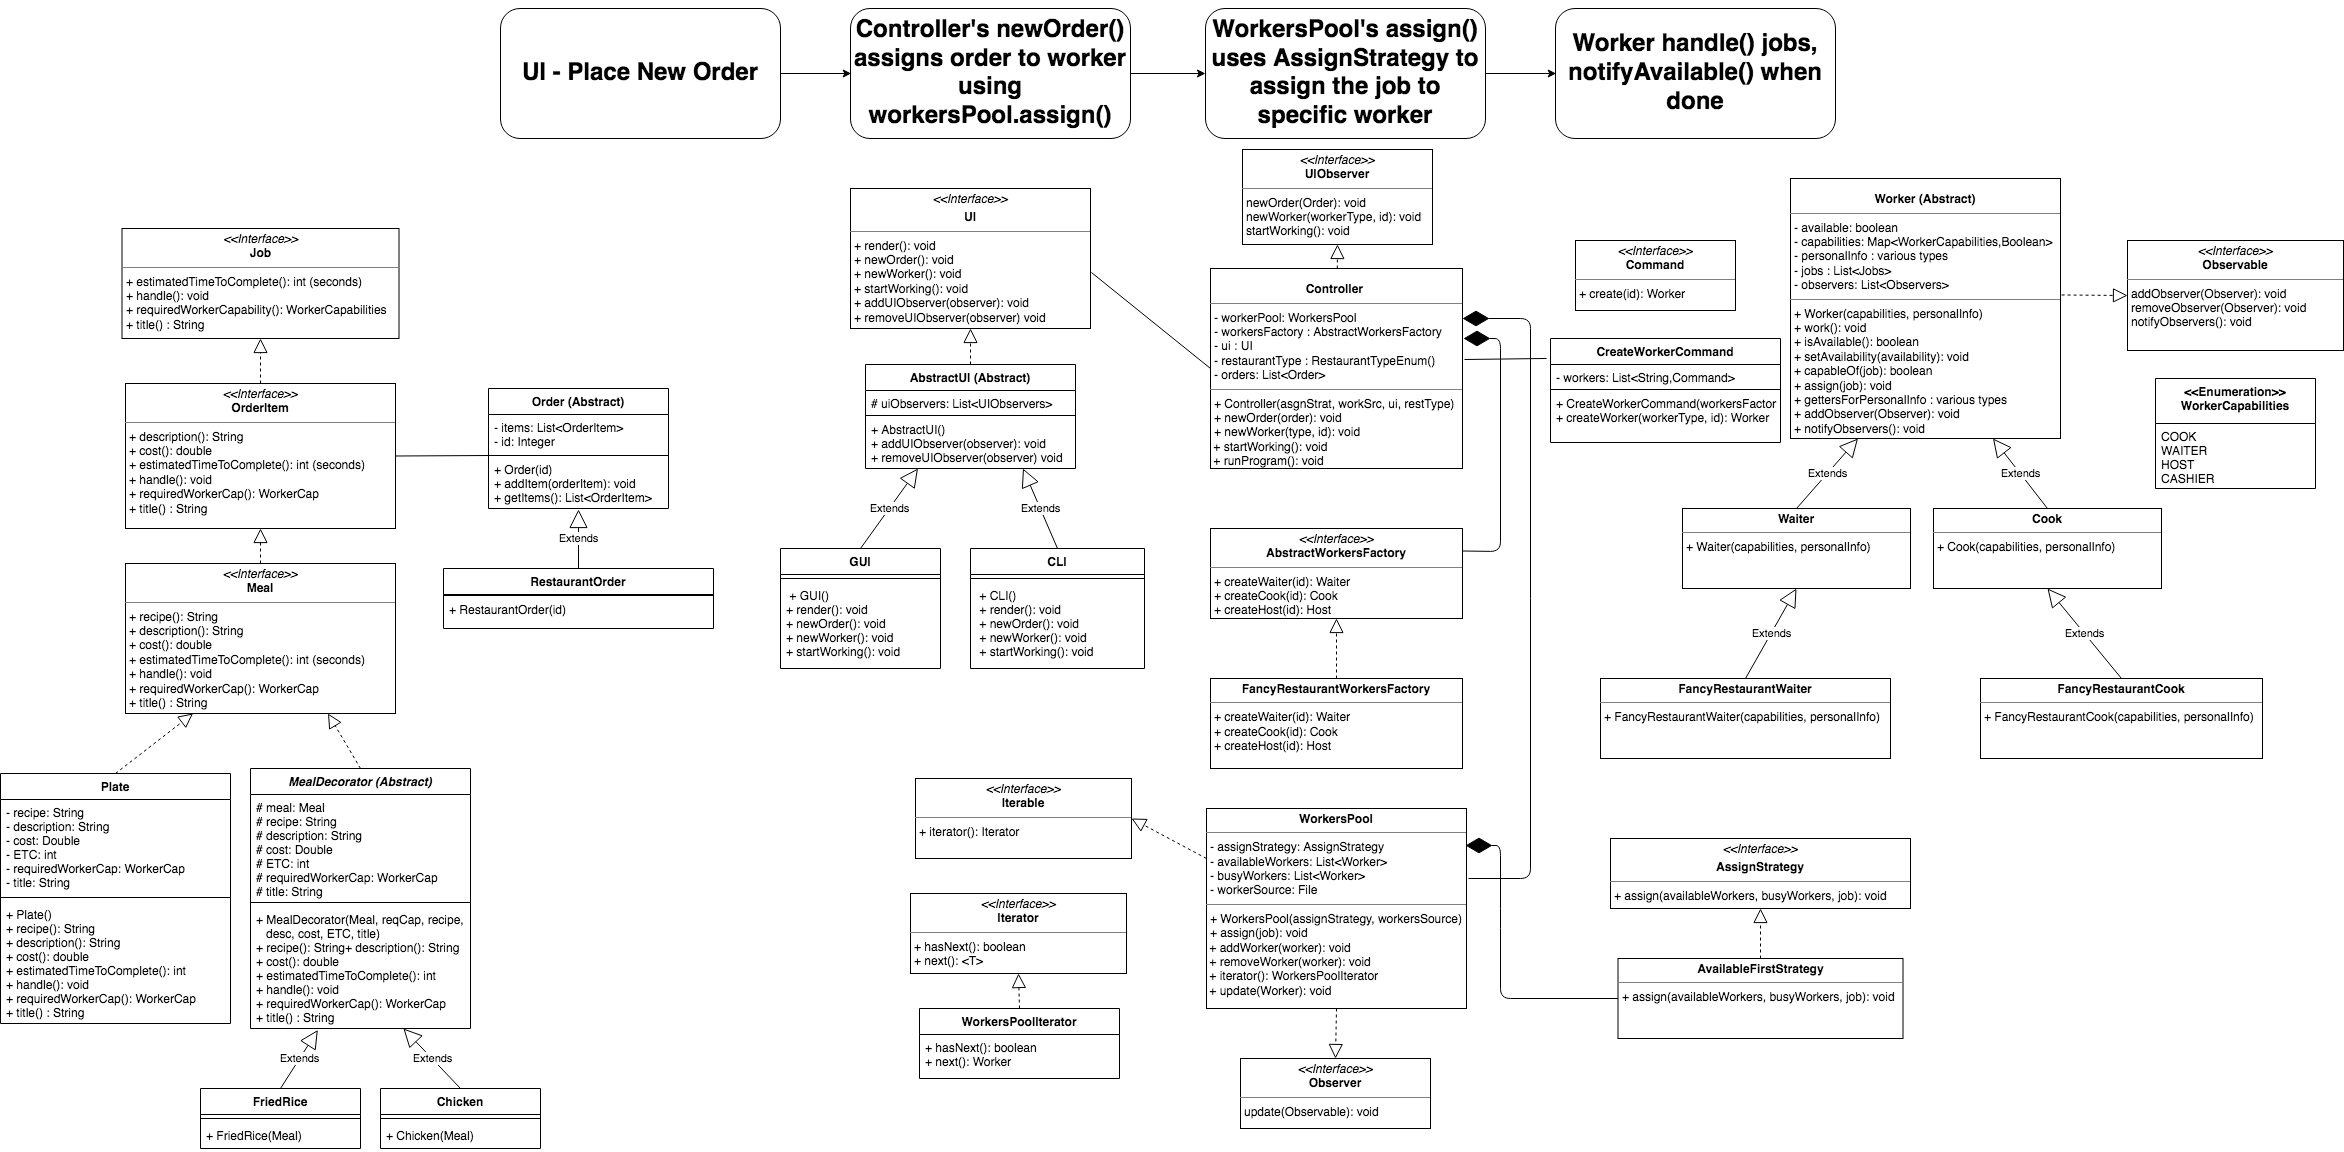 UI - Place New Order
Controller's newOrder()
assigns order to worker
using
workersPool.assign()
WorkersPool's assign()
uses AssignStrategy to
assign the job to
specific worker
Worker handle() jobs,
notifyAvailable() when
done
<<Interface>>
Job
+ estimatedTimeToComplete(): int (seconds)
+ handle(): void
+ requiredWorkerCapability(): WorkerCapabilities
+ title() : String
<<Interface>>
OrderItem
+ description(): String
+ cost(): double
+ estimatedTimeToComplete(): int (seconds)
+ handle(): void
+ requiredWorkerCap(): WorkerCap
+ title() : String
Order (Abstract)
- items: List<OrderItem>
- id: Integer
+ Order(id)
+ addItem(orderItem): void
+ getItems(): List<OrderItem>
Extends
RestaurantOrder
+ RestaurantOrder(id)
<<Interface>>
Meal
+ recipe(): String
+ description(): String
+ cost(): double
+ estimatedTimeToComplete(): int (seconds)
+ handle(): void
+ requiredWorkerCap(): WorkerCap
+ title() : String
Plate
- recipe: String
- description: String
- cost: Double
- ETC: int
- requiredWorkerCap: WorkerCap
- title: String
+ Plate()
+ recipe(): String
+ description(): String
+ cost(): double
+ estimatedTimeToComplete(): int
+ handle(): void
+ requiredWorkerCap(): WorkerCap
+ title() : String
MealDecorator (Abstract)
# meal: Meal
# recipe: String
# description: String
# cost: Double
# ETC: int
# requiredWorkerCap: WorkerCap
# title: String
+ MealDecorator(Meal, reqCap, recipe,
desc, cost, ETC, title)
+ recipe(): String+ description(): String
+ cost(): double
+ estimatedTimeToComplete(): int
+ handle(): void
+ requiredWorkerCap(): WorkerCap
+ title() : String
Extends
Extends
FriedRice
+ FriedRice(Meal)
Chicken
+ Chicken(Meal)
<<Interface>>
UI
+ render(): void
+ newOrder(): void
+ newWorker(): void
+ startWorking(): void
+ addUIObserver(observer): void
+ removeUIObserver(observer) void
AbstractUI (Abstract)
# uiObservers: List<UIObservers>
+ AbstractUI()
+ addUIObserver(observer): void
+ removeUIObserver(observer) void
Extends
Extends
GUI
+ GUI()
+ render(): void
+ newOrder(): void
+ newWorker(): void
+ startWorking(): void
CLI
+ CLI()
+ render(): void
+ newOrder(): void
+ newWorker(): void
+ startWorking(): void
<<Interface>>
UIObserver
newOrder(Order): void
newWorker(workerType, id): void
startWorking(): void
Controller
- workerPool: WorkersPool
- workersFactory : AbstractWorkersFactory
- ui : UI
- restaurantType : RestaurantTypeEnum()
- orders: List<Order>
+ Controller(asgnStrat, workSrc, ui, restType)
+ newOrder(order): void
+ newWorker(type, id): void
+ startWorking(): void
+ runProgram(): void
<<Interface>>
AbstractWorkersFactory
+ createWaiter(id): Waiter
+ createCook(id): Cook
+ createHost(id): Host
FancyRestaurantWorkersFactory
+ createWaiter(id): Waiter
+ createCook(id): Cook
+ createHost(id): Host
<<Interface>>
Iterable
+ iterator(): Iterator
<<Interface>>
Iterator
+ hasNext(): boolean
+ next(): <T>
WorkersPoolIterator
+ hasNext(): boolean
+ next(): Worker
WorkersPool
- assignStrategy: AssignStrategy
- availableWorkers: List<Worker>
- busyWorkers: List<Worker>
- workerSource: File
+ WorkersPool(assignStrategy, workersSource)
+ assign(job): void
+ addWorker(worker): void
+ removeWorker(worker): void
+ iterator(): WorkersPoolIterator
+ update(Worker): void
<<Interface>>
Observer
update(Observable): void
<<Interface>>
Command
+ create(id): Worker
CreateWorkerCommand
- workers: List<String,Command>
+ CreateWorkerCommand(workersFactor
+ createWorker(workerType, id): Worker
Worker (Abstract)
- available: boolean
- capabilities: Map<WorkerCapabilities,Boolean>
- personalInfo : various types
- jobs : List<Jobs>
- observers: List<Observers>
+ Worker(capabilities, personalInfo)
+ work(): void
+ isAvailable(): boolean
+ setAvailability(availability): void
+ capableOf(job): boolean
+ assign(job): void
+ gettersForPersonalInfo : various types
+ addObserver(Observer): void
+ notifyObservers(): void
<<Interface>>
Observable
addObserver(Observer): void
removeObserver(Observer): void
notifyObservers(): void
<<Enumeration>>
WorkerCapabilities
COOK
WAITER
HOST
CASHIER
Extends
Extends
Waiter
+ Waiter(capabilities, personalInfo)
Cook
+ Cook(capabilities, personalInfo)
Extends
Extends
FancyRestaurantWaiter
+ FancyRestaurantWaiter(capabilities, personalInfo)
FancyRestaurantCook
+ FancyRestaurantCook(capabilities, personalInfo)
<<Interface>>
AssignStrategy
+ assign(availableWorkers, busyWorkers, job): void
AvailableFirstStrategy
+ assign(availableWorkers, busyWorkers, job): void